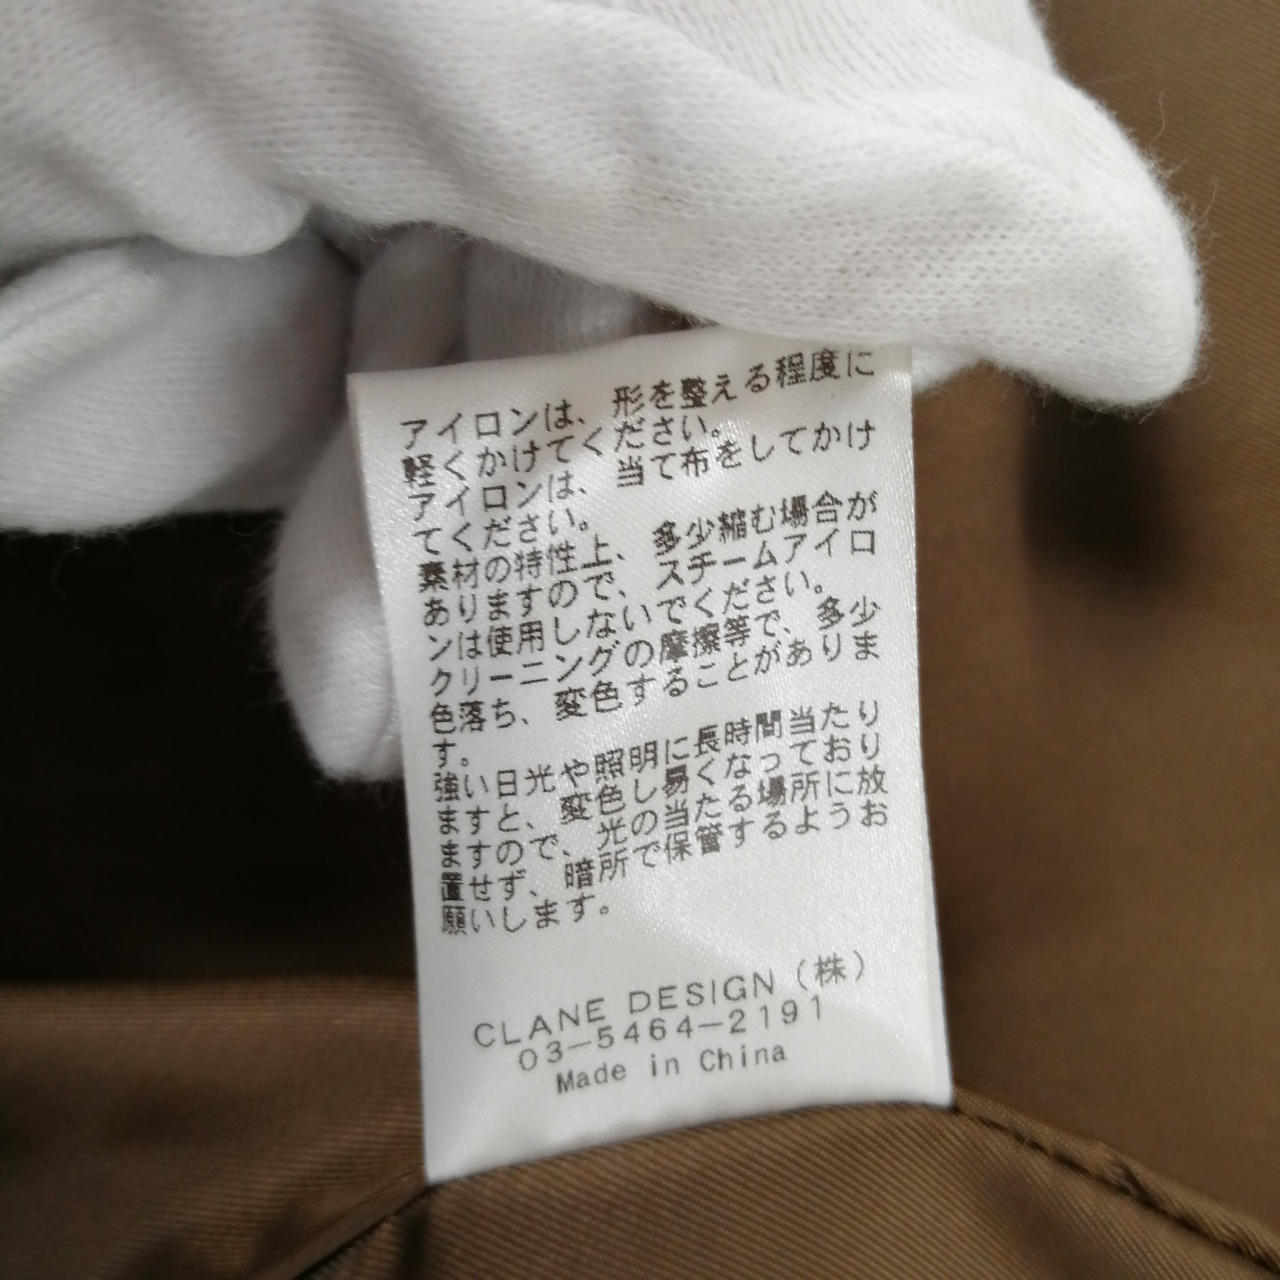 アイロンは、形を整える程度に
軽くかけてください。
アイロンは、当て布をしてかけ
てください。
素材の特性上、多少縮む場合が
ありますので、スチームアイロ
ンは使用しないでください。
クリーニングの摩擦等で、多少
色落ち、変色することがありま
す。
強い日光や照明に長時間当たり
ますと、変色し易くなっており
ますので、光の当たる場所に放
置せず、暗所で保管するようお
願いします。
CLANE DESIGN（株）
03-5464-2191
Made in China